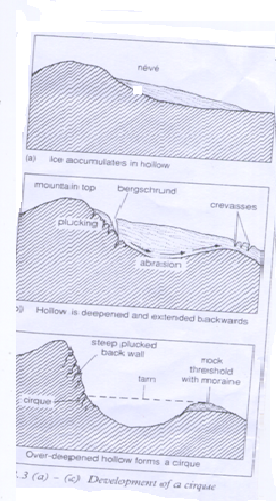 névé
(a) Ice accumulates in hollow
mountain top
bergschrund
crevasses
plucking
abrasion
Hollow is deepened and extended backwards
steep plucked
back wall
rock
threshold
with moraine
tarn
cirque
Over-deepened hollow forms a cirque
.3 (a) – (c) Development of a cirque